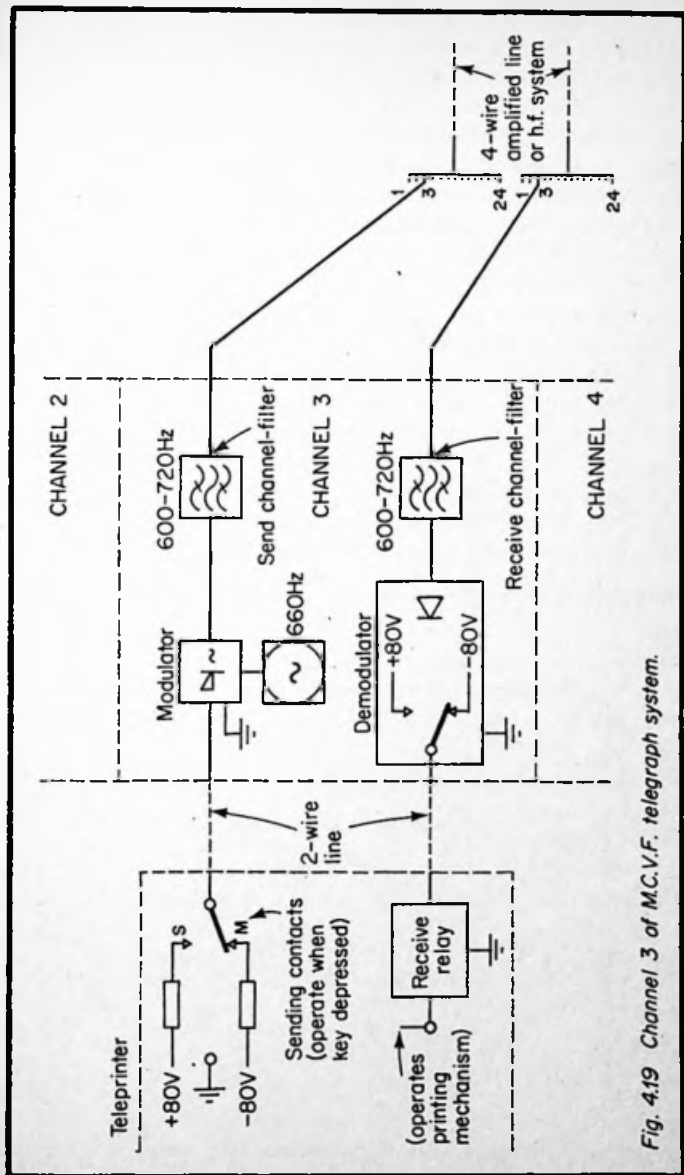 CHANNEL 2
600–720Hz
Send channel-filter
Modulator
660Hz
CHANNEL 3
4-wire
amplified line
or h.f. system
1
3
24
1
3
24
600–720Hz
Receive channel-filter
Demodulator
+80V
−80V
CHANNEL 4
2-wire
line
Teleprinter
+80V
−80V
S
M
Sending contacts
(operate when
key depressed)
Receive
relay
(operates
printing
mechanism)
Fig. 4.19 Channel 3 of M.C.V.F. telegraph system.